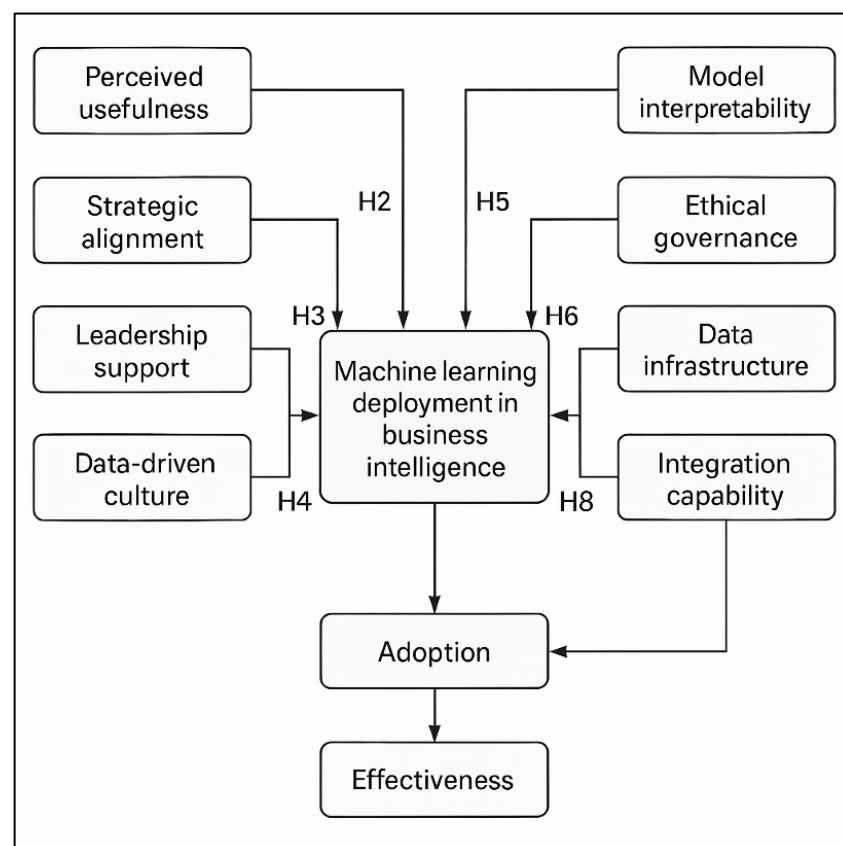 Perceived
usefulness
Model
interpretability
H2
H5
Strategic
alignment
Ethical
governance
H3
H6
Leadership
support
Data
infrastructure
Machine learning
deployment in
business
intelligence
Data-driven
culture
Integration
capability
H4
H8
Adoption
Effectiveness